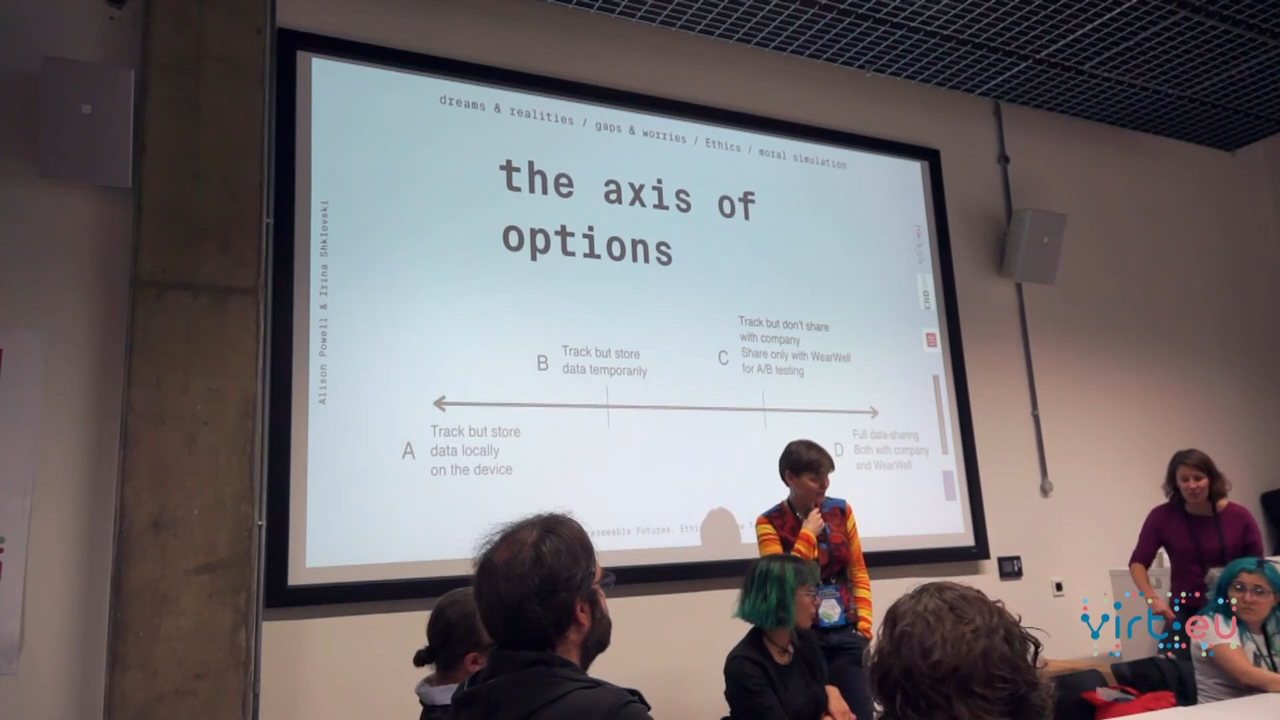 dreams & realities / gaps & worries / Ethics / moral simulation
the axis of
options
Alison Powell & Irina Shklovski
B
Track but store
data temporarily
C
Track but don't share
with company
Share only with WearWell
for A/B testing
A
Track but store
data locally
on the device
D
Full data-sharing
Both with company
and WearWell
Futures.
virt:eu